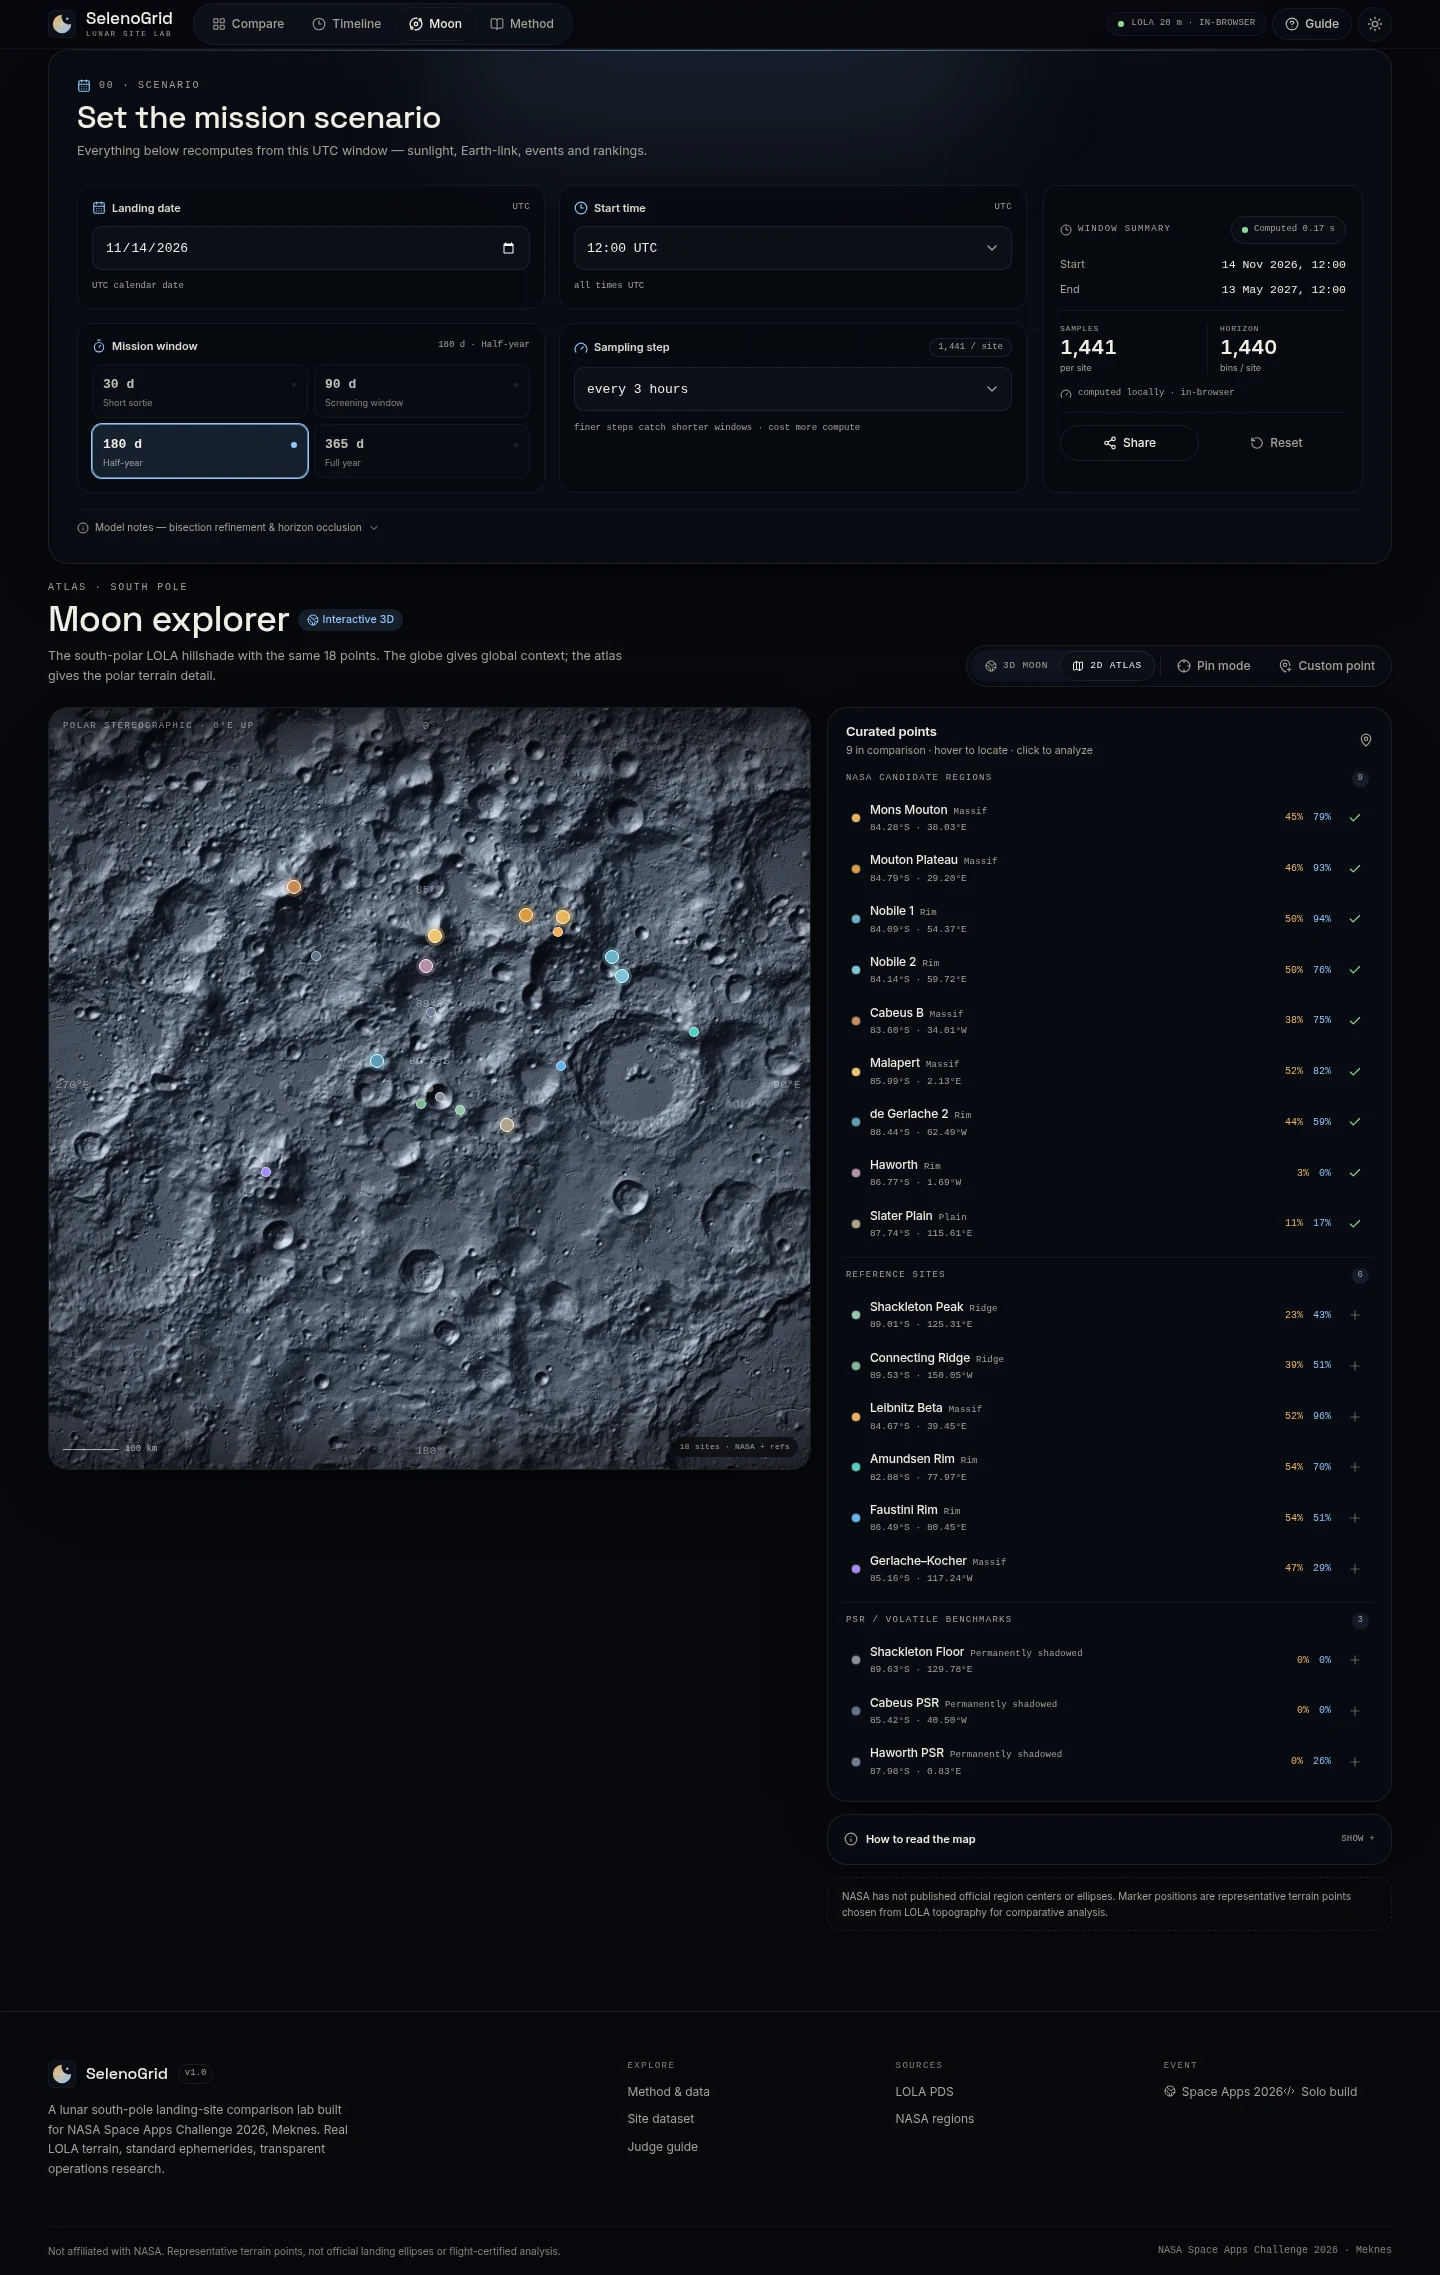 SelenoGrid
LUNAR SITE LAB
Compare
Timeline
Moon
Method
LOLA 20 m · IN-BROWSER
Guide
00 · SCENARIO
Set the mission scenario
Everything below recomputes from this UTC window — sunlight, Earth-link, events and rankings.
Landing date
UTC
11/14/2026
UTC calendar date
Start time
UTC
12:00 UTC
all times UTC
Mission window
180 d · Half-year
30 d
Short sortie
90 d
Screening window
180 d
Half-year
365 d
Full year
Sampling step
1,441 / site
every 3 hours
finer steps catch shorter windows · cost more compute
WINDOW SUMMARY
Computed 0.17 s
Start
14 Nov 2026, 12:00
End
13 May 2027, 12:00
SAMPLES
1,441
per site
HORIZON
1,440
bins / site
computed locally · in-browser
Share
Reset
Model notes — bisection refinement & horizon occlusion
ATLAS · SOUTH POLE
Moon explorer
Interactive 3D
The south-polar LOLA hillshade with the same 18 points. The globe gives global context; the atlas
gives the polar terrain detail.
3D MOON
2D ATLAS
Pin mode
Custom point
POLAR STEREOGRAPHIC · 0°E UP
0°
85°S
270°E
90°E
180°
100 km
18 sites · NASA + refs
Curated points
9 in comparison · hover to locate · click to analyze
NASA CANDIDATE REGIONS
9
Mons Mouton Massif
84.28°S · 38.03°E
45% 79%
Mouton Plateau Massif
84.79°S · 29.20°E
46% 93%
Nobile 1 Rim
84.09°S · 54.37°E
50% 94%
Nobile 2 Rim
84.14°S · 59.72°E
50% 76%
Cabeus B Massif
83.60°S · 34.01°W
38% 75%
Malapert Massif
85.99°S · 2.13°E
52% 82%
de Gerlache 2 Rim
88.44°S · 62.49°W
44% 59%
Haworth Rim
86.77°S · 1.69°W
3% 0%
Slater Plain Plain
87.74°S · 115.61°E
11% 17%
REFERENCE SITES
6
Shackleton Peak Ridge
89.01°S · 125.31°E
23% 43%
Connecting Ridge Ridge
89.53°S · 150.05°W
39% 51%
Leibnitz Beta Massif
84.67°S · 39.45°E
52% 96%
Amundsen Rim Rim
82.88°S · 77.97°E
54% 70%
Faustini Rim Rim
86.49°S · 80.45°E
54% 51%
Gerlache–Kocher Massif
85.16°S · 117.24°W
47% 29%
PSR / VOLATILE BENCHMARKS
3
Shackleton Floor Permanently shadowed
89.63°S · 129.78°E
0% 0%
Cabeus PSR Permanently shadowed
85.42°S · 40.50°W
0% 0%
Haworth PSR Permanently shadowed
87.98°S · 0.83°E
0% 26%
How to read the map
SHOW +
NASA has not published official region centers or ellipses. Marker positions are representative terrain points
chosen from LOLA topography for comparative analysis.
SelenoGrid
v1.0
A lunar south-pole landing-site comparison lab built
for NASA Space Apps Challenge 2026, Meknes. Real
LOLA terrain, standard ephemerides, transparent
operations research.
EXPLORE
Method & data
Site dataset
Judge guide
SOURCES
LOLA PDS
NASA regions
EVENT
Space Apps 2026
Solo build
Not affiliated with NASA. Representative terrain points, not official landing ellipses or flight-certified analysis.
NASA Space Apps Challenge 2026 · Meknes